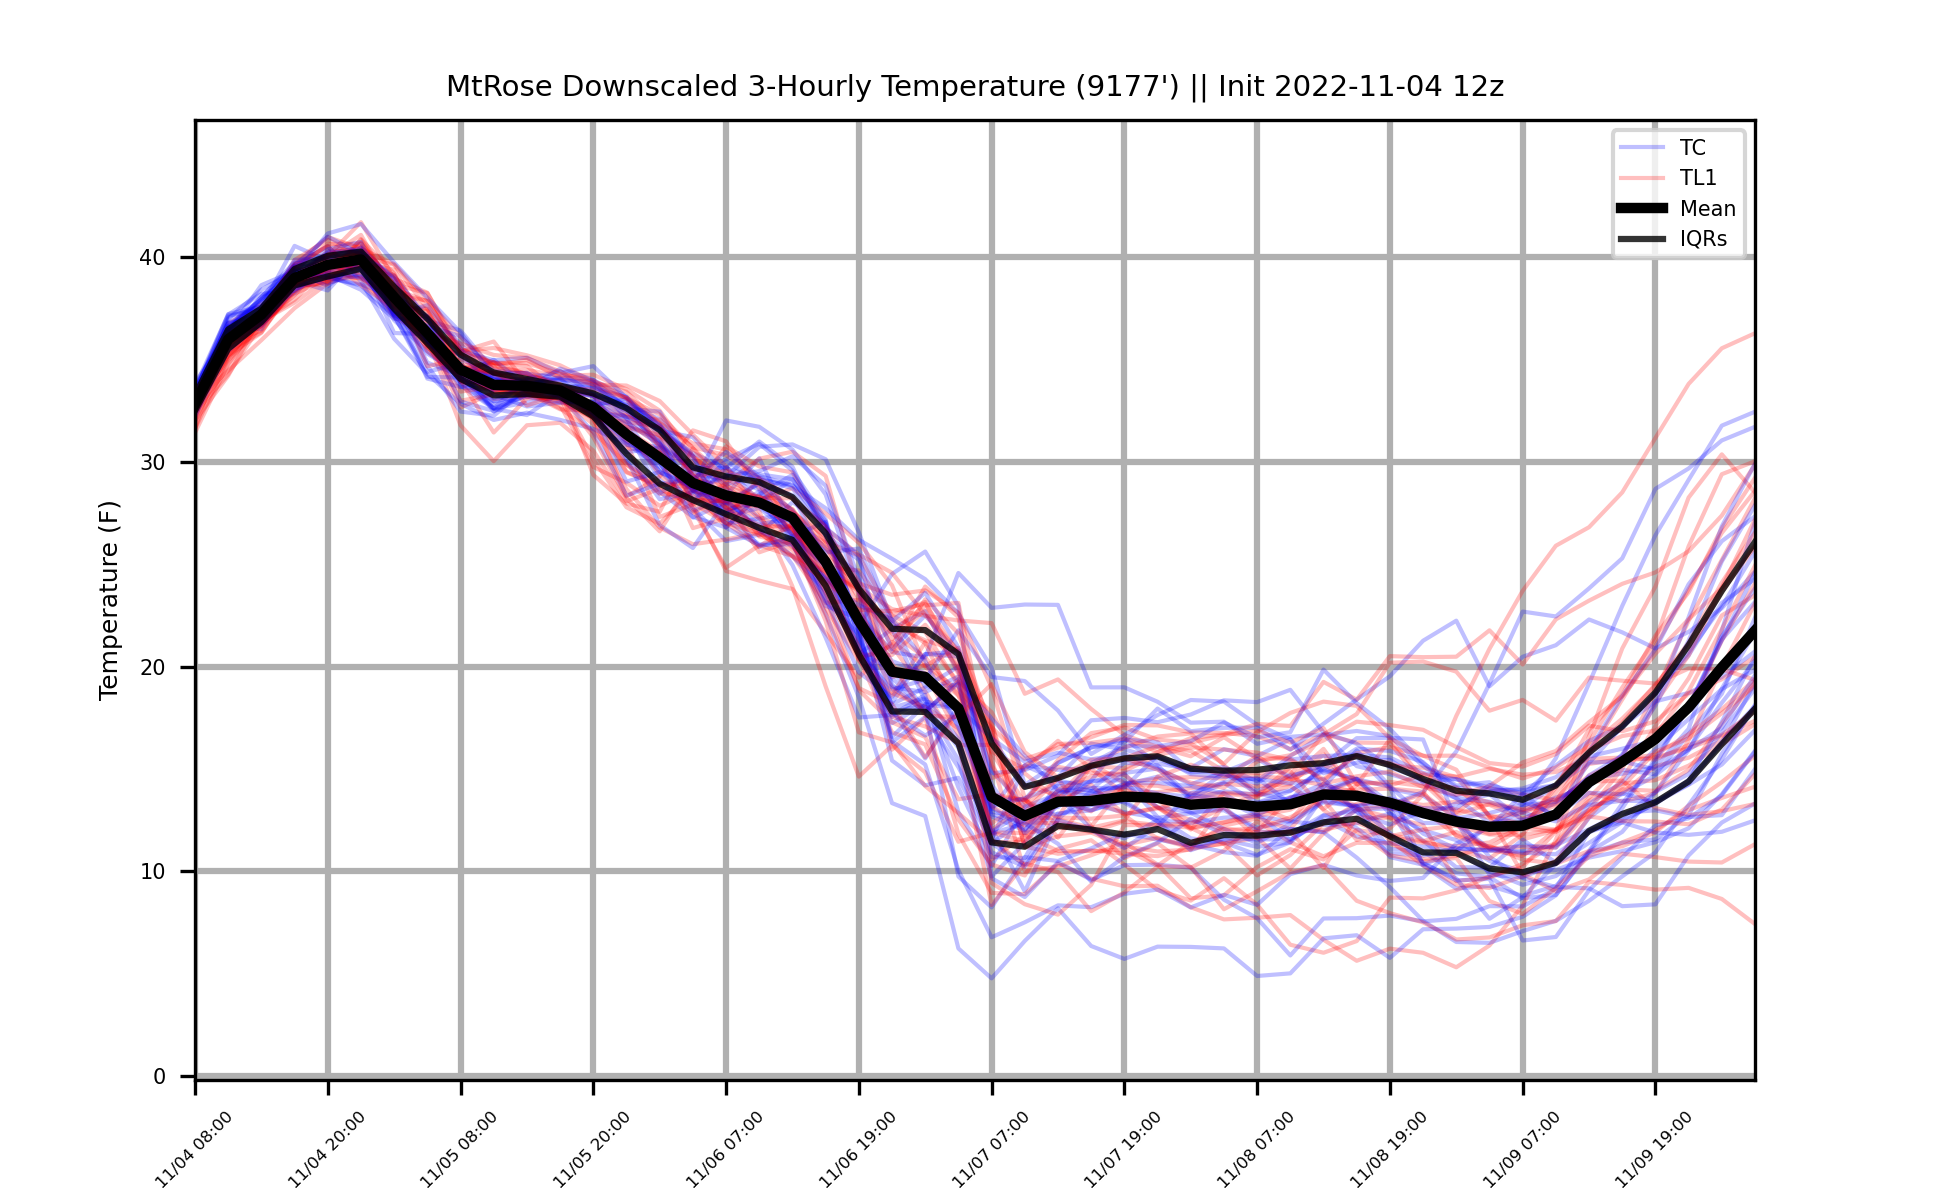 MtRose Downscaled 3-Hourly Temperature (9177') || Init 2022-11-04 12z
TC
TL1
Mean
IQRs
Temperature (F)
40
30
20
10
0
11/04 08:00
11/04 20:00
11/05 08:00
11/05 20:00
11/06 07:00
11/06 19:00
11/07 07:00
11/07 19:00
11/08 07:00
11/08 19:00
11/09 07:00
11/09 19:00